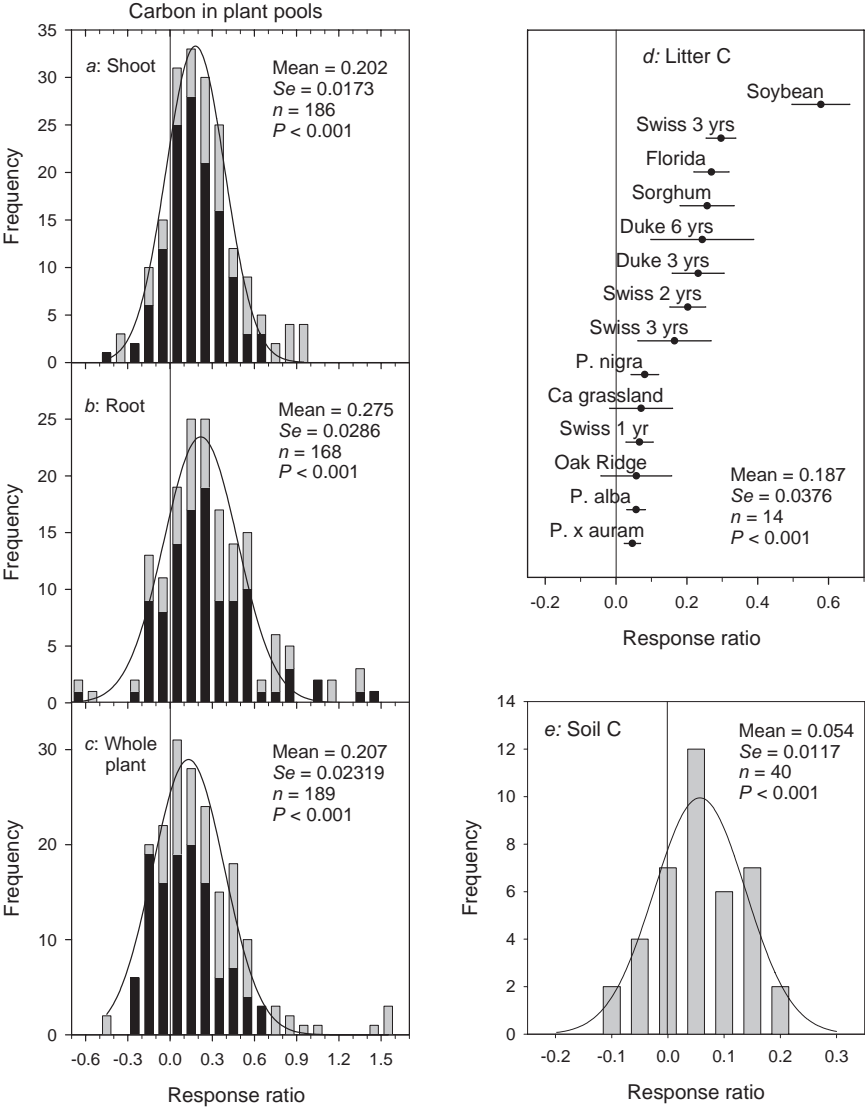 Carbon in plant pools
35
30
25
20
15
10
5
0
Frequency
a: Shoot
Mean = 0.202
Se = 0.0173
n = 186
P < 0.001
25
20
15
10
5
0
Frequency
b: Root
Mean = 0.275
Se = 0.0286
n = 168
P < 0.001
30
20
10
0
Frequency
c: Whole
plant
Mean = 0.207
Se = 0.02319
n = 189
P < 0.001
-0.6 -0.3 0.0 0.3 0.6 0.9 1.2 1.5
Response ratio
d: Litter C
Soybean
Swiss 3 yrs
Florida
Sorghum
Duke 6 yrs
Duke 3 yrs
Swiss 2 yrs
Swiss 3 yrs
P. nigra
Ca grassland
Swiss 1 yr
Oak Ridge
P. alba
P. x auram
Mean = 0.187
Se = 0.0376
n = 14
P < 0.001
-0.2 0.0 0.2 0.4 0.6
Response ratio
14
12
10
8
6
4
2
0
Frequency
e: Soil C
Mean = 0.054
Se = 0.0117
n = 40
P < 0.001
-0.2 -0.1 0.0 0.1 0.2 0.3
Response ratio